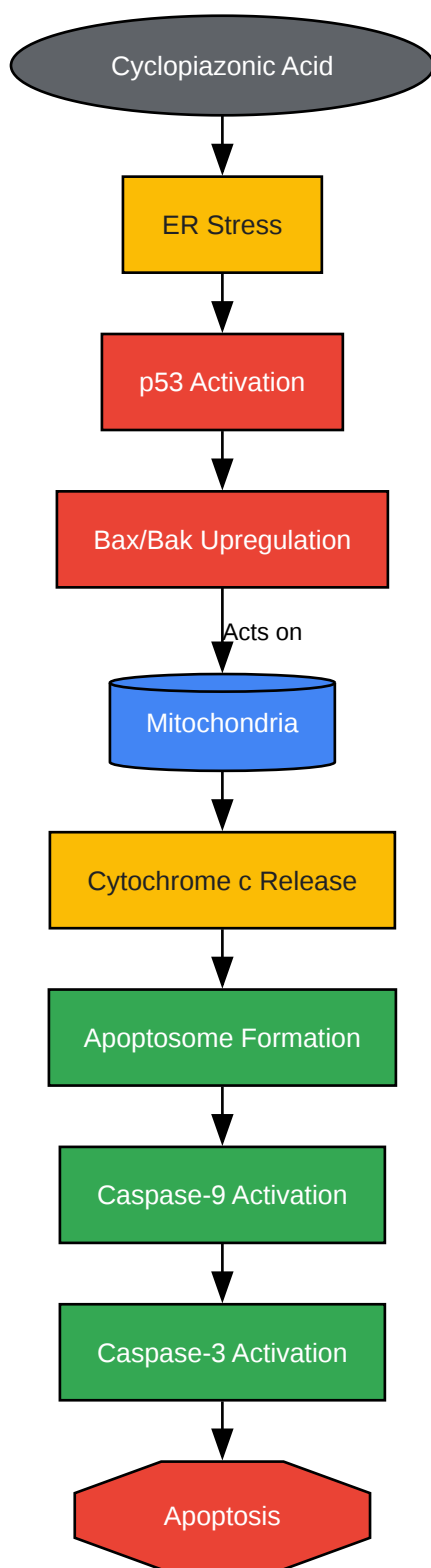 Cyclopiazonic Acid
ER Stress
p53 Activation
Bax/Bak Upregulation
Acts on
Mitochondria
Cytochrome c Release
Apoptosome Formation
Caspase-9 Activation
Caspase-3 Activation
Apoptosis